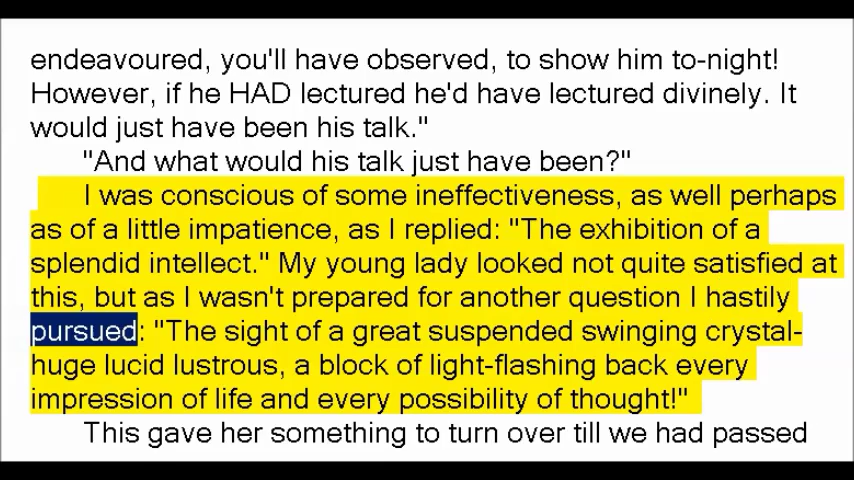 endeavoured, you'll have observed, to show him to-night!
However, if he HAD lectured he'd have lectured divinely. It
would just have been his talk."
"And what would his talk just have been?"
I was conscious of some ineffectiveness, as well perhaps
as of a little impatience, as I replied: "The exhibition of a
splendid intellect." My young lady looked not quite satisfied at
this, but as I wasn't prepared for another question I hastily
pursued: "The sight of a great suspended swinging crystal-
huge lucid lustrous, a block of light-flashing back every
impression of life and every possibility of thought!"
This gave her something to turn over till we had passed